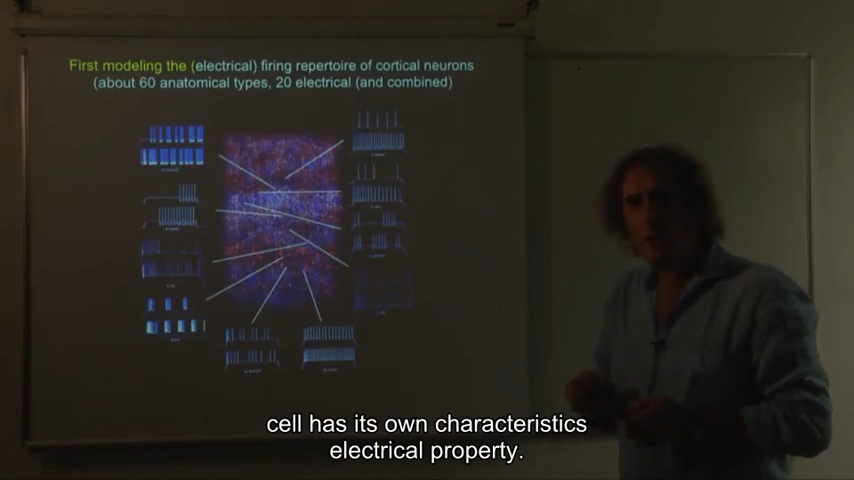 First modeling the (electrical) firing repertoire of cortical neurons
(about 60 anatomical types, 20 electrical (and combined)
cell has its own characteristics
electrical property.